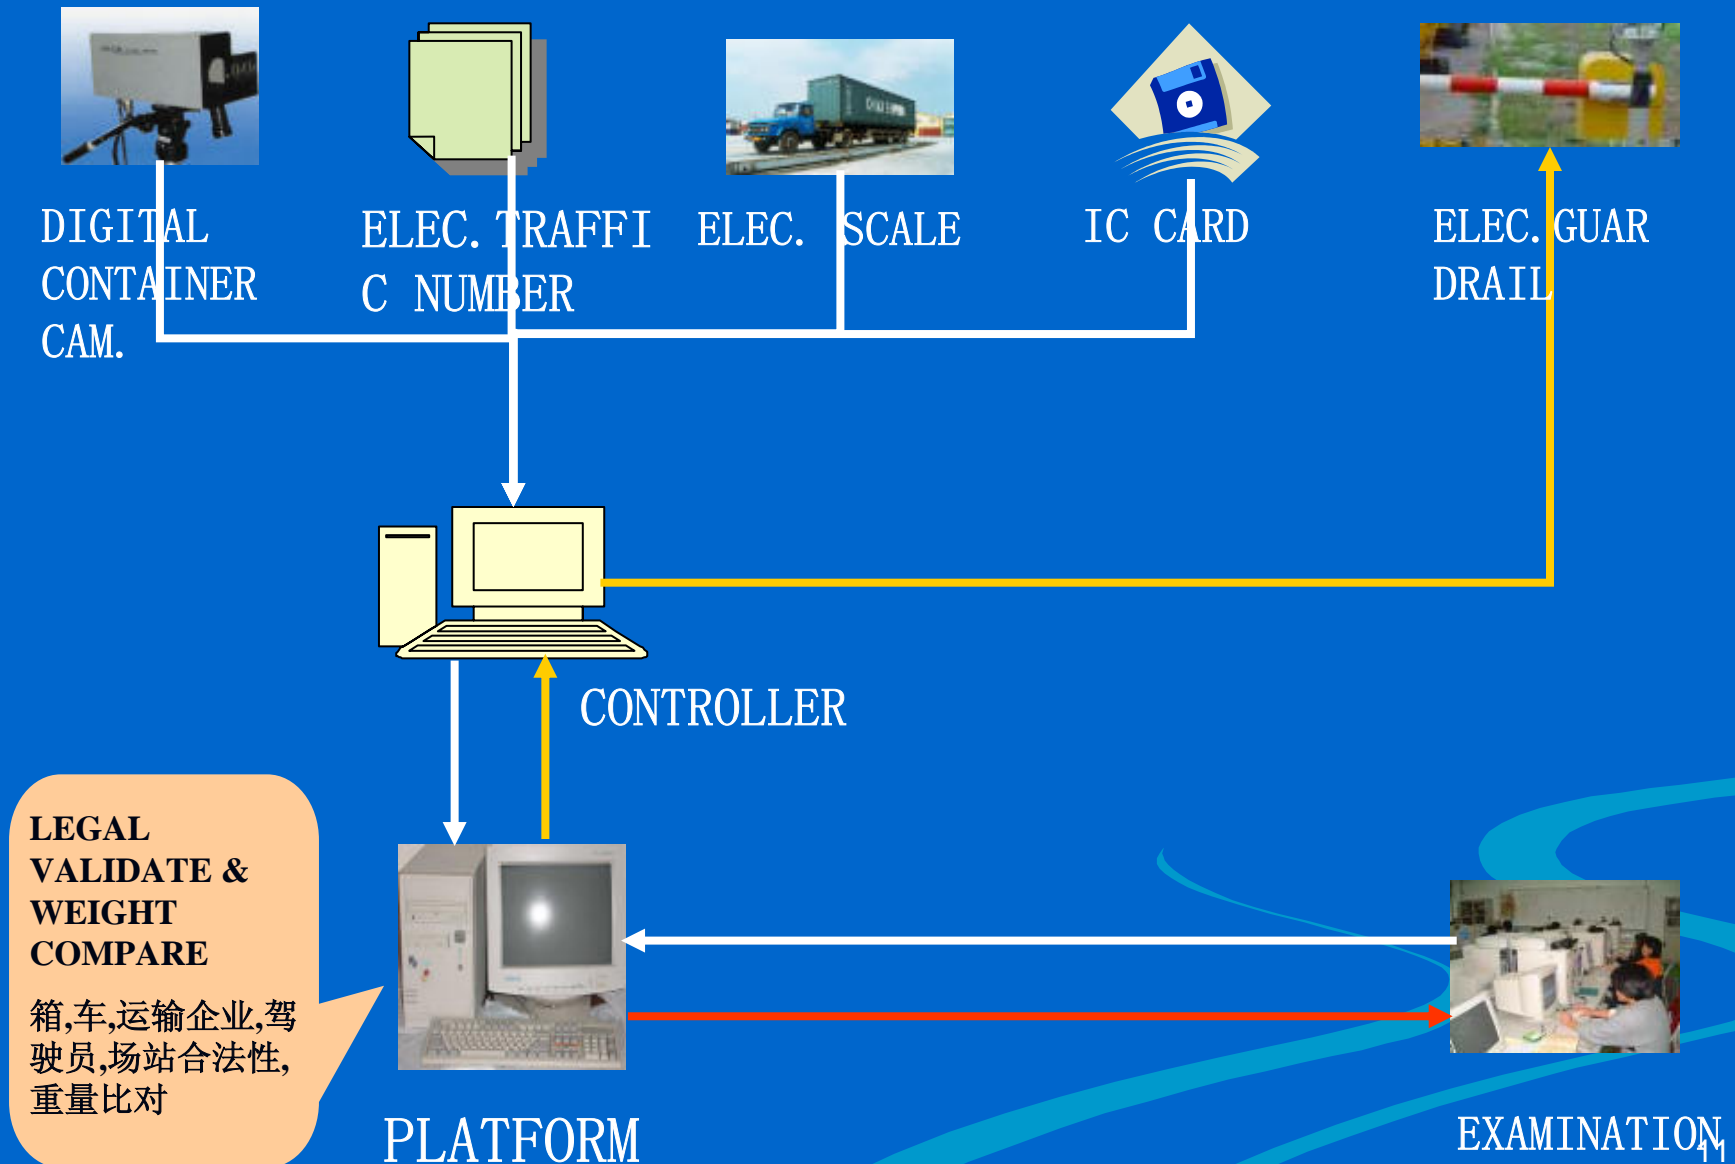 DIGITAL
CONTAINER
CAM.
ELEC.TRAFFI
C NUMBER
ELEC. SCALE
IC CARD
ELEC.GUAR
DRAIL
CONTROLLER
LEGAL
VALIDATE &
WEIGHT
COMPARE
箱,车,运输企业,驾
驶员,场站合法性,
重量比对
PLATFORM
EXAMINATION
11